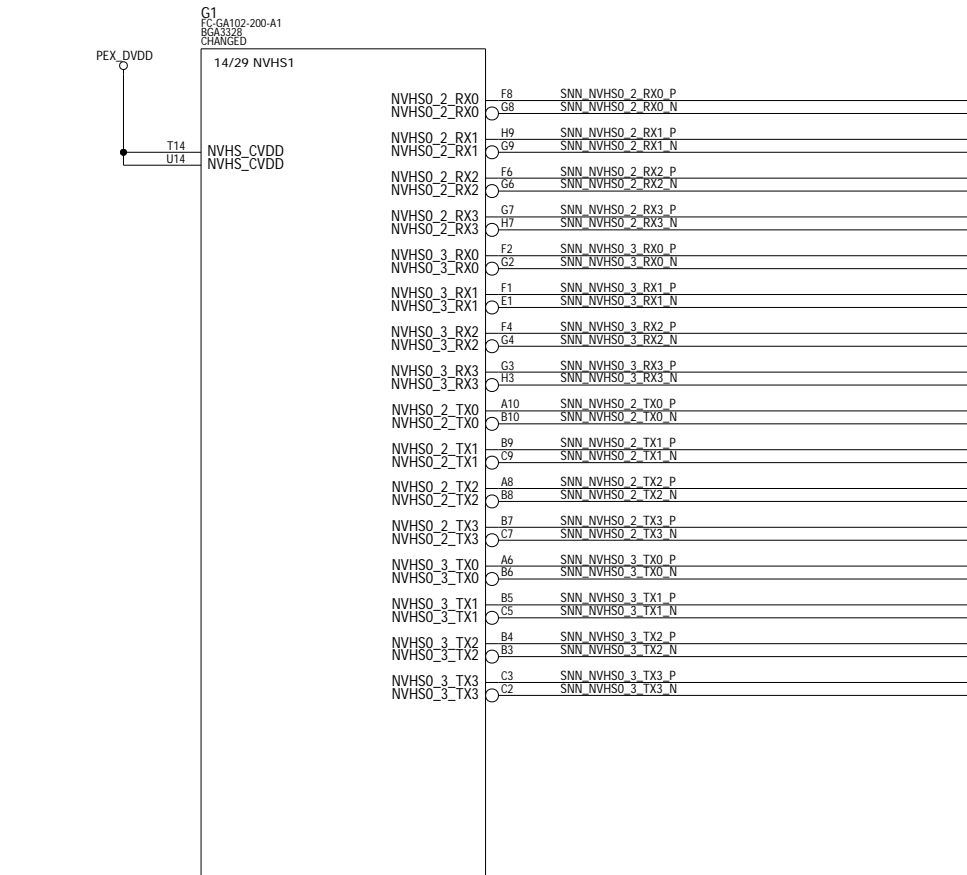 G1
FC-GA102-200-A1
BGA3328
CHANGED
PEX_DVDD
14/29 NVHS1
T14 NVHS_CVDD
U14 NVHS_CVDD
NVHS0_2_RX0 F8 SNN_NVHS0_2_RX0_P
NVHS0_2_RX0 G8 SNN_NVHS0_2_RX0_N
NVHS0_2_RX1 H9 SNN_NVHS0_2_RX1_P
NVHS0_2_RX1 G9 SNN_NVHS0_2_RX1_N
NVHS0_2_RX2 F6 SNN_NVHS0_2_RX2_P
NVHS0_2_RX2 G6 SNN_NVHS0_2_RX2_N
NVHS0_2_RX3 G7 SNN_NVHS0_2_RX3_P
NVHS0_2_RX3 H7 SNN_NVHS0_2_RX3_N
NVHS0_3_RX0 F2 SNN_NVHS0_3_RX0_P
NVHS0_3_RX0 G2 SNN_NVHS0_3_RX0_N
NVHS0_3_RX1 F1 SNN_NVHS0_3_RX1_P
NVHS0_3_RX1 E1 SNN_NVHS0_3_RX1_N
NVHS0_3_RX2 F4 SNN_NVHS0_3_RX2_P
NVHS0_3_RX2 G4 SNN_NVHS0_3_RX2_N
NVHS0_3_RX3 G3 SNN_NVHS0_3_RX3_P
NVHS0_3_RX3 H3 SNN_NVHS0_3_RX3_N
NVHS0_2_TX0 A10 SNN_NVHS0_2_TX0_P
NVHS0_2_TX0 B10 SNN_NVHS0_2_TX0_N
NVHS0_2_TX1 B9 SNN_NVHS0_2_TX1_P
NVHS0_2_TX1 C9 SNN_NVHS0_2_TX1_N
NVHS0_2_TX2 A8 SNN_NVHS0_2_TX2_P
NVHS0_2_TX2 B8 SNN_NVHS0_2_TX2_N
NVHS0_2_TX3 B7 SNN_NVHS0_2_TX3_P
NVHS0_2_TX3 C7 SNN_NVHS0_2_TX3_N
NVHS0_3_TX0 A6 SNN_NVHS0_3_TX0_P
NVHS0_3_TX0 B6 SNN_NVHS0_3_TX0_N
NVHS0_3_TX1 B5 SNN_NVHS0_3_TX1_P
NVHS0_3_TX1 C5 SNN_NVHS0_3_TX1_N
NVHS0_3_TX2 B4 SNN_NVHS0_3_TX2_P
NVHS0_3_TX2 B3 SNN_NVHS0_3_TX2_N
NVHS0_3_TX3 C3 SNN_NVHS0_3_TX3_P
NVHS0_3_TX3 C2 SNN_NVHS0_3_TX3_N